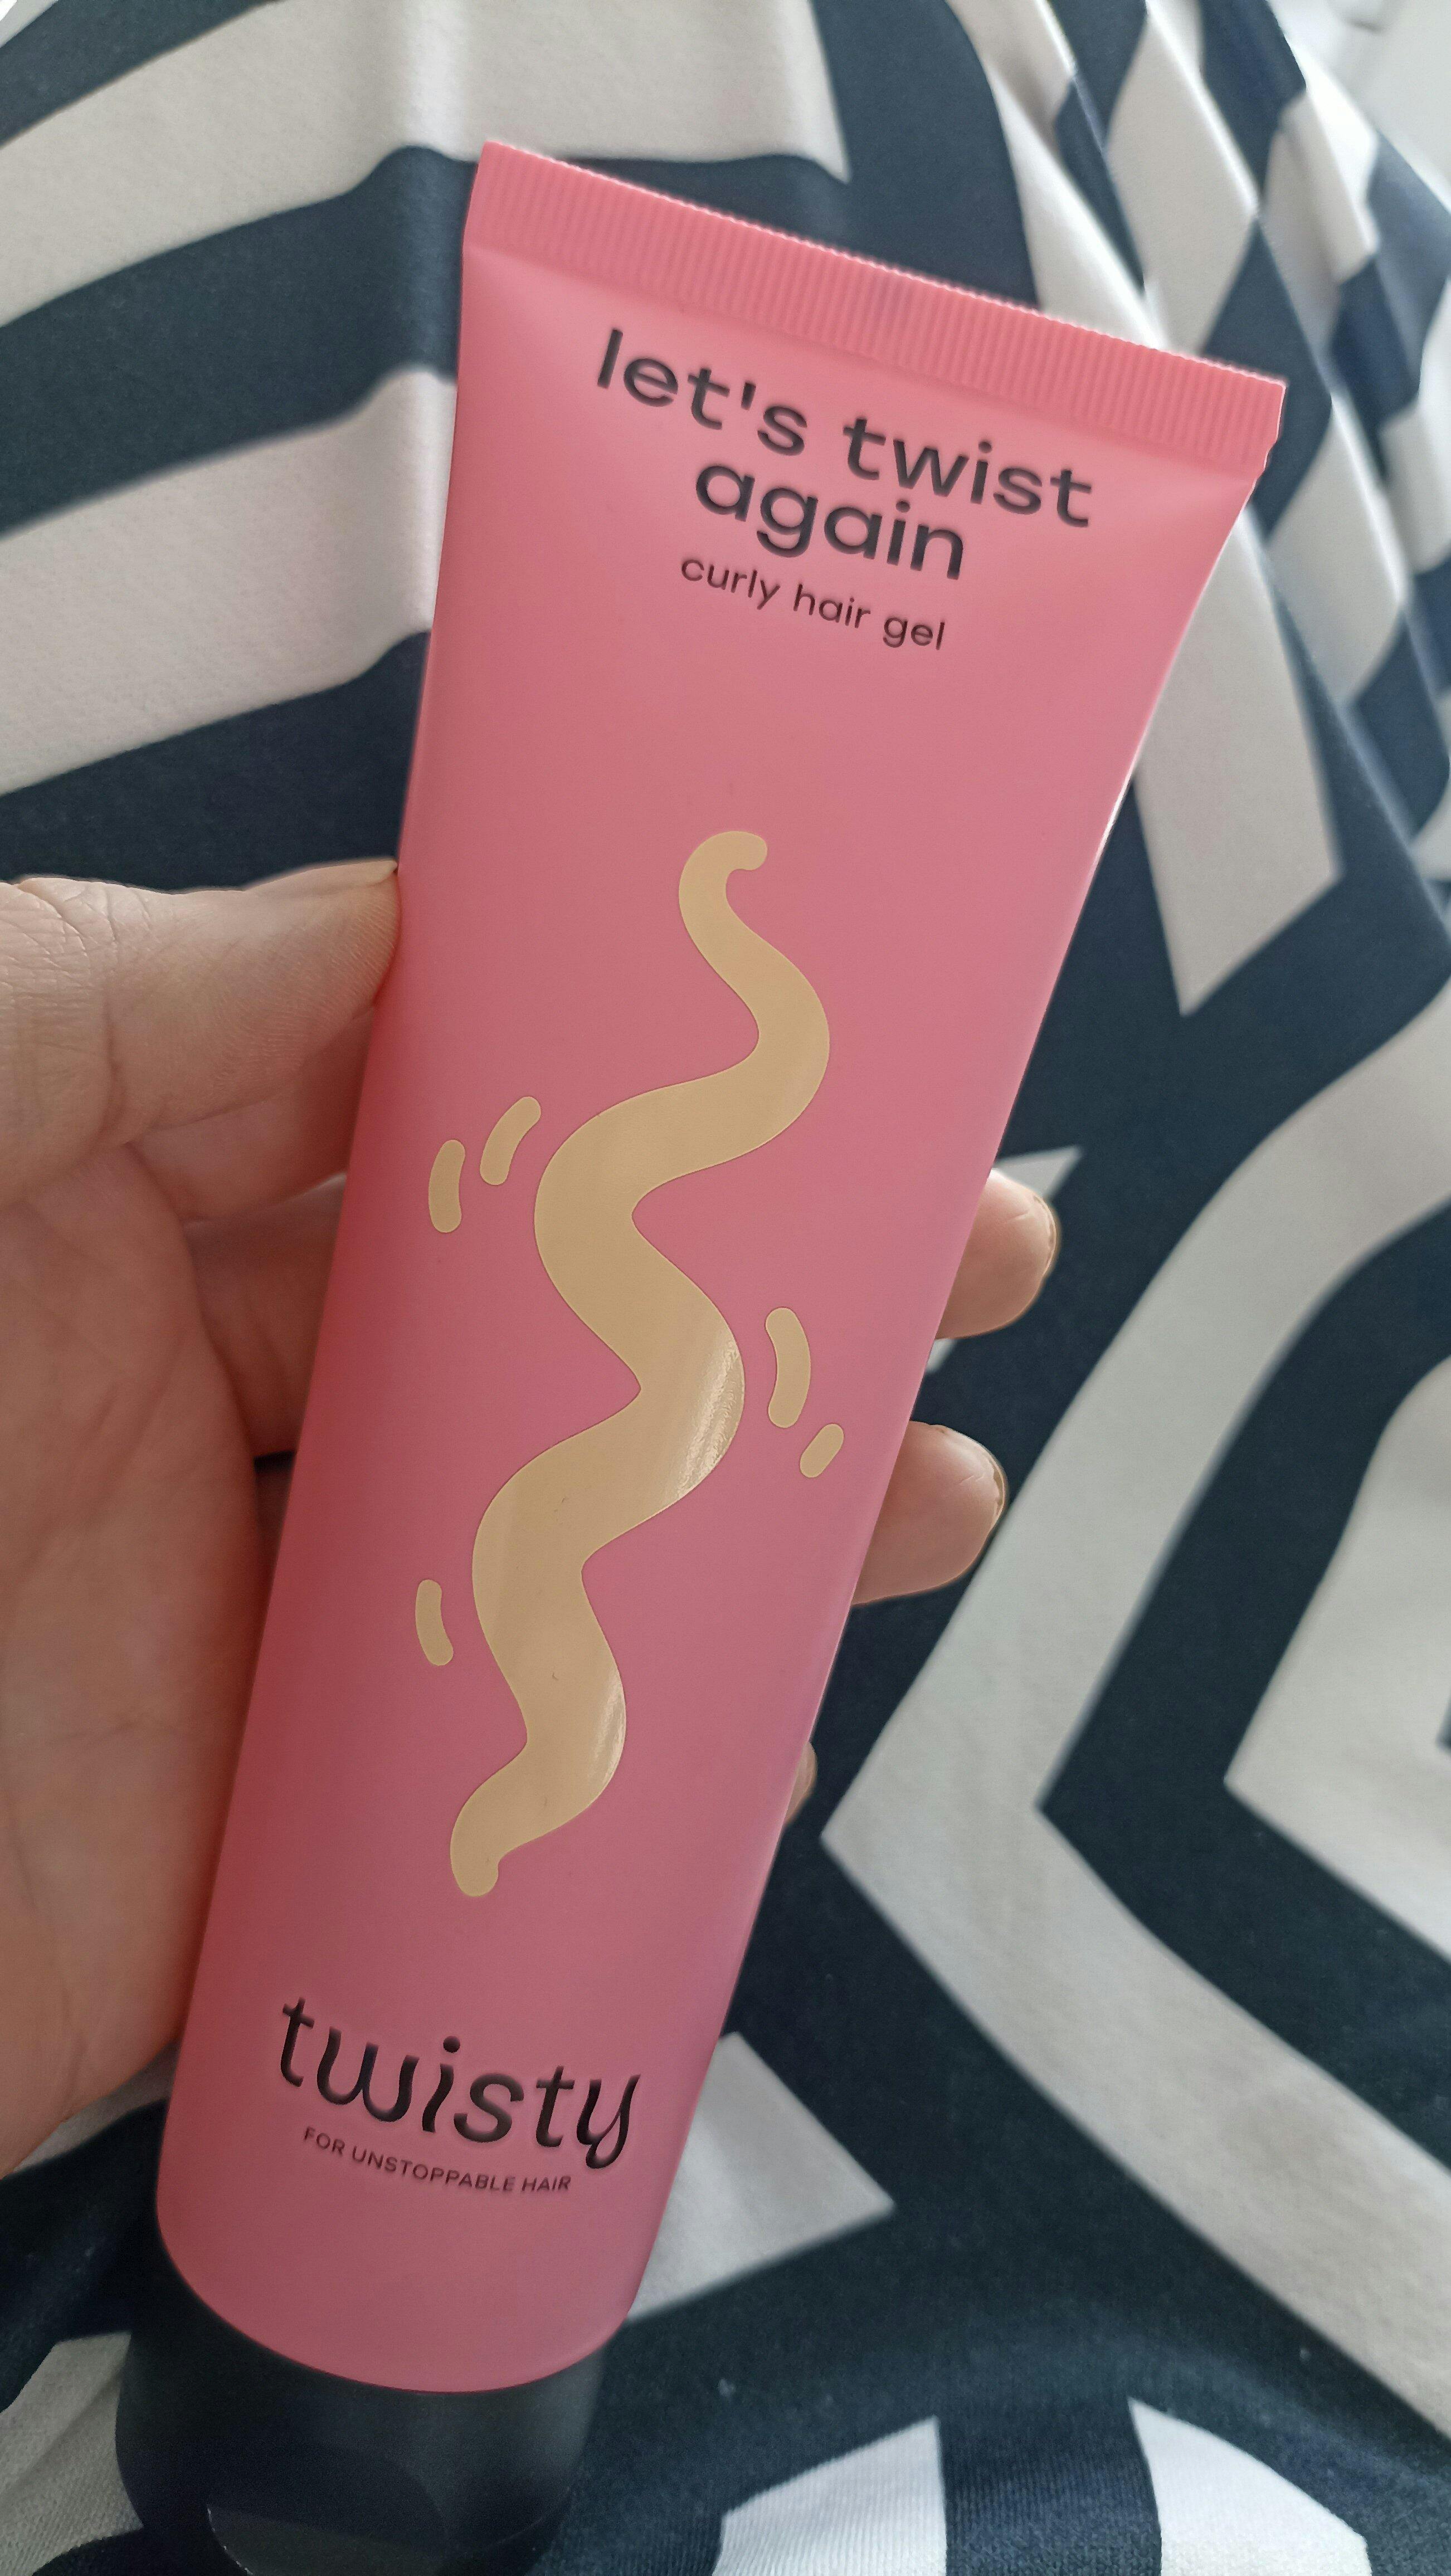 let's twist
again
curly hair gel
twisty
FOR UNSTOPPABLE HAIR